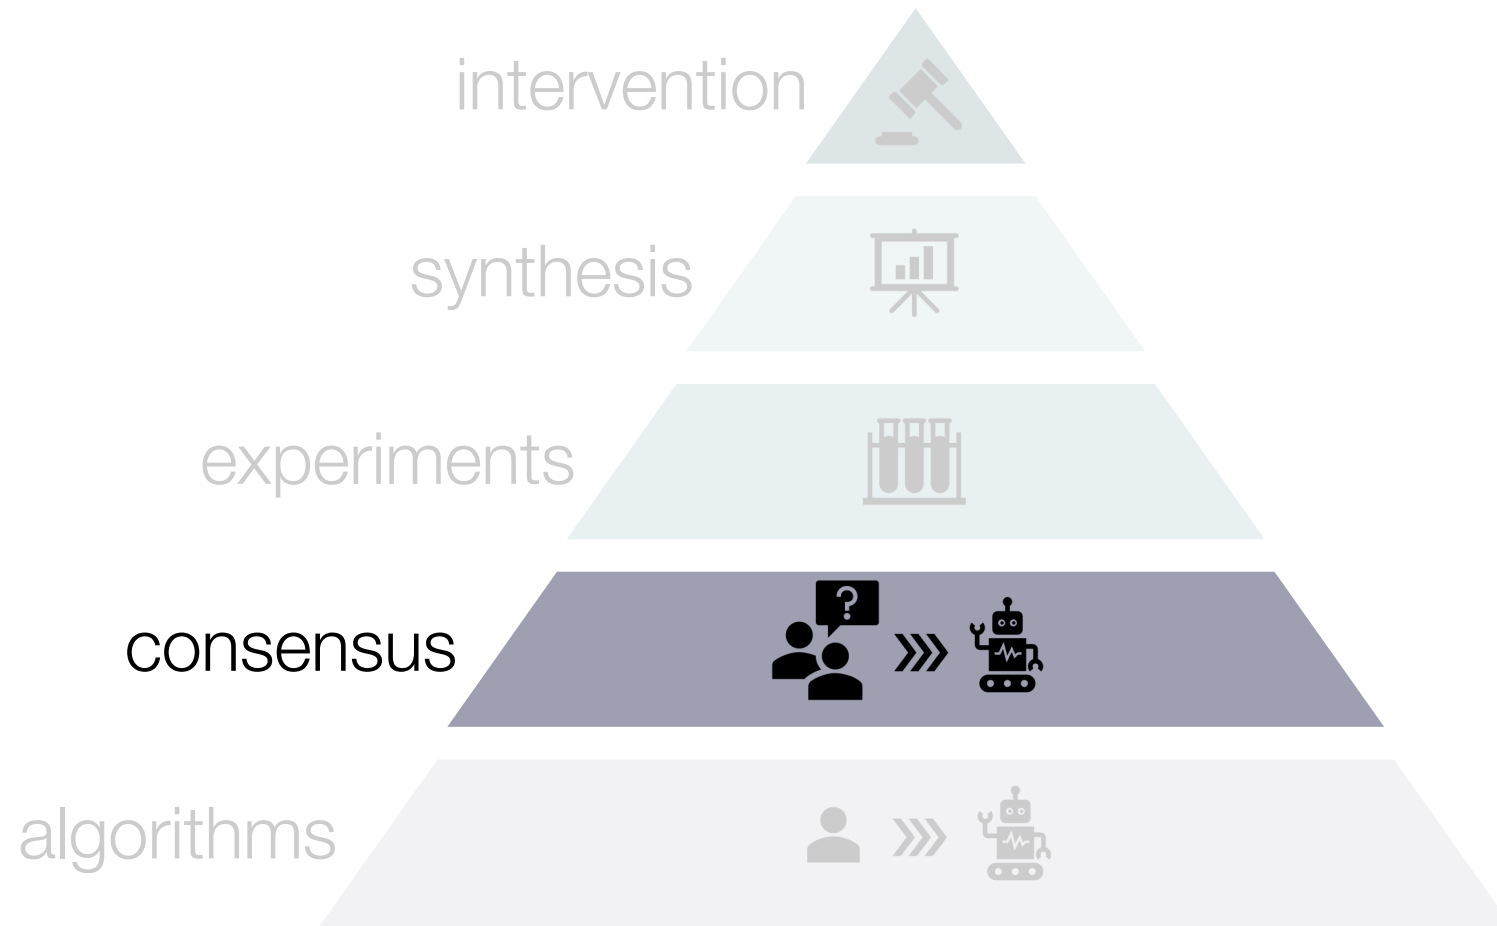 intervention
synthesis
experiments
?
consensus
algorithms